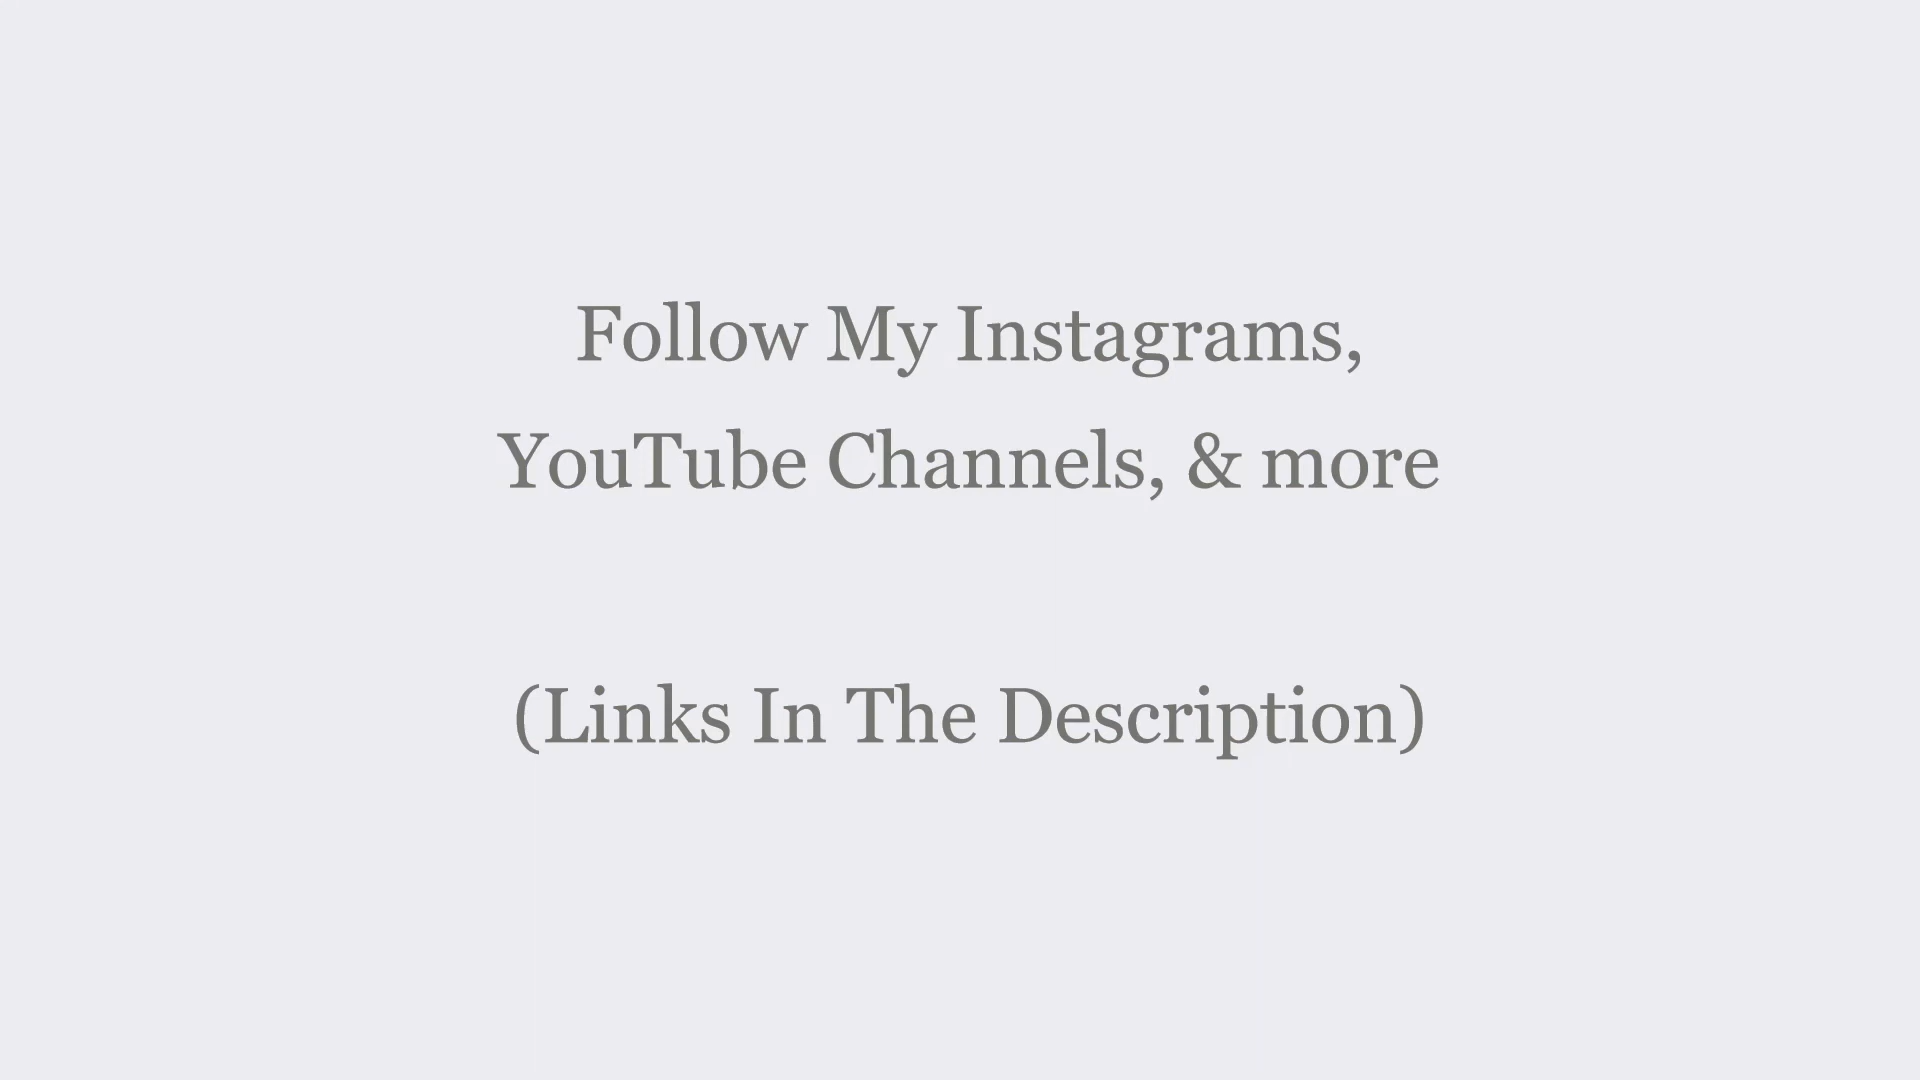 Follow My Instagrams,
YouTube Channels, & more
(Links In The Description)